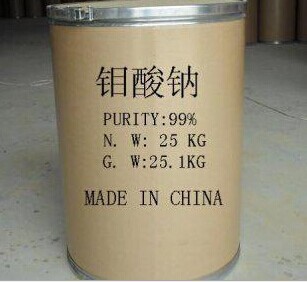 钼酸钠
PURITY:99%
N. W: 25 KG
G. W:25.1KG
MADE IN CHINA